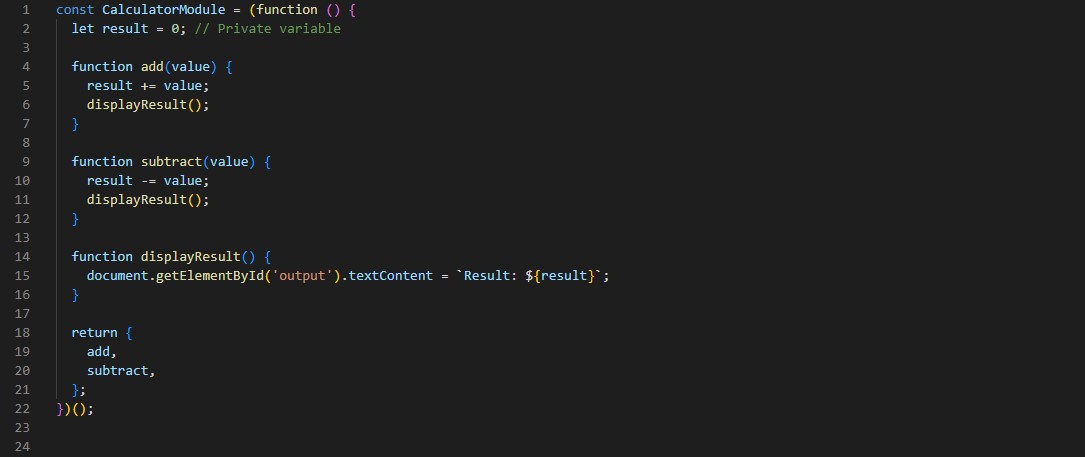 1 const CalculatorModule = (function () {
2   let result = 0; // Private variable
3
4   function add(value) {
5     result += value;
6     displayResult();
7   }
8
9   function subtract(value) {
10     result -= value;
11     displayResult();
12   }
13
14   function displayResult() {
15     document.getElementById('output').textContent = `Result: ${result}`;
16   }
17
18   return {
19     add,
20     subtract,
21   };
22 })();
23
24